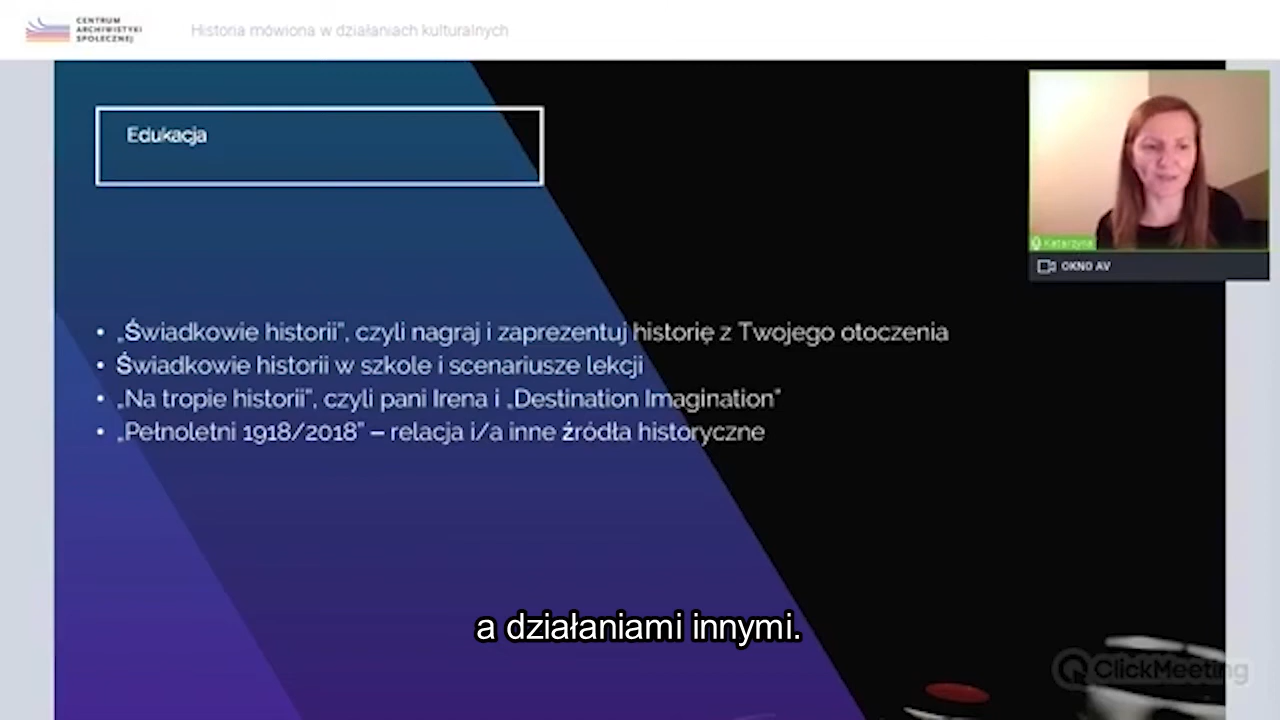 CENTRUM
ARCHIWISTYKI
SPOŁECZNEJ
Historia mówiona w działaniach kulturalnych
Edukacja
Katarzyna
OKNO AV
• „Świadkowie historii”, czyli nagraj i zaprezentuj historię z Twojego otoczenia
• Świadkowie historii w szkole i scenariusze lekcji
• „Na tropie historii”, czyli pani Irena i „Destination Imagination”
• „Pełnoletni 1918/2018” – relacja i/a inne źródła historyczne
a działaniami innymi.
ClickMeeting